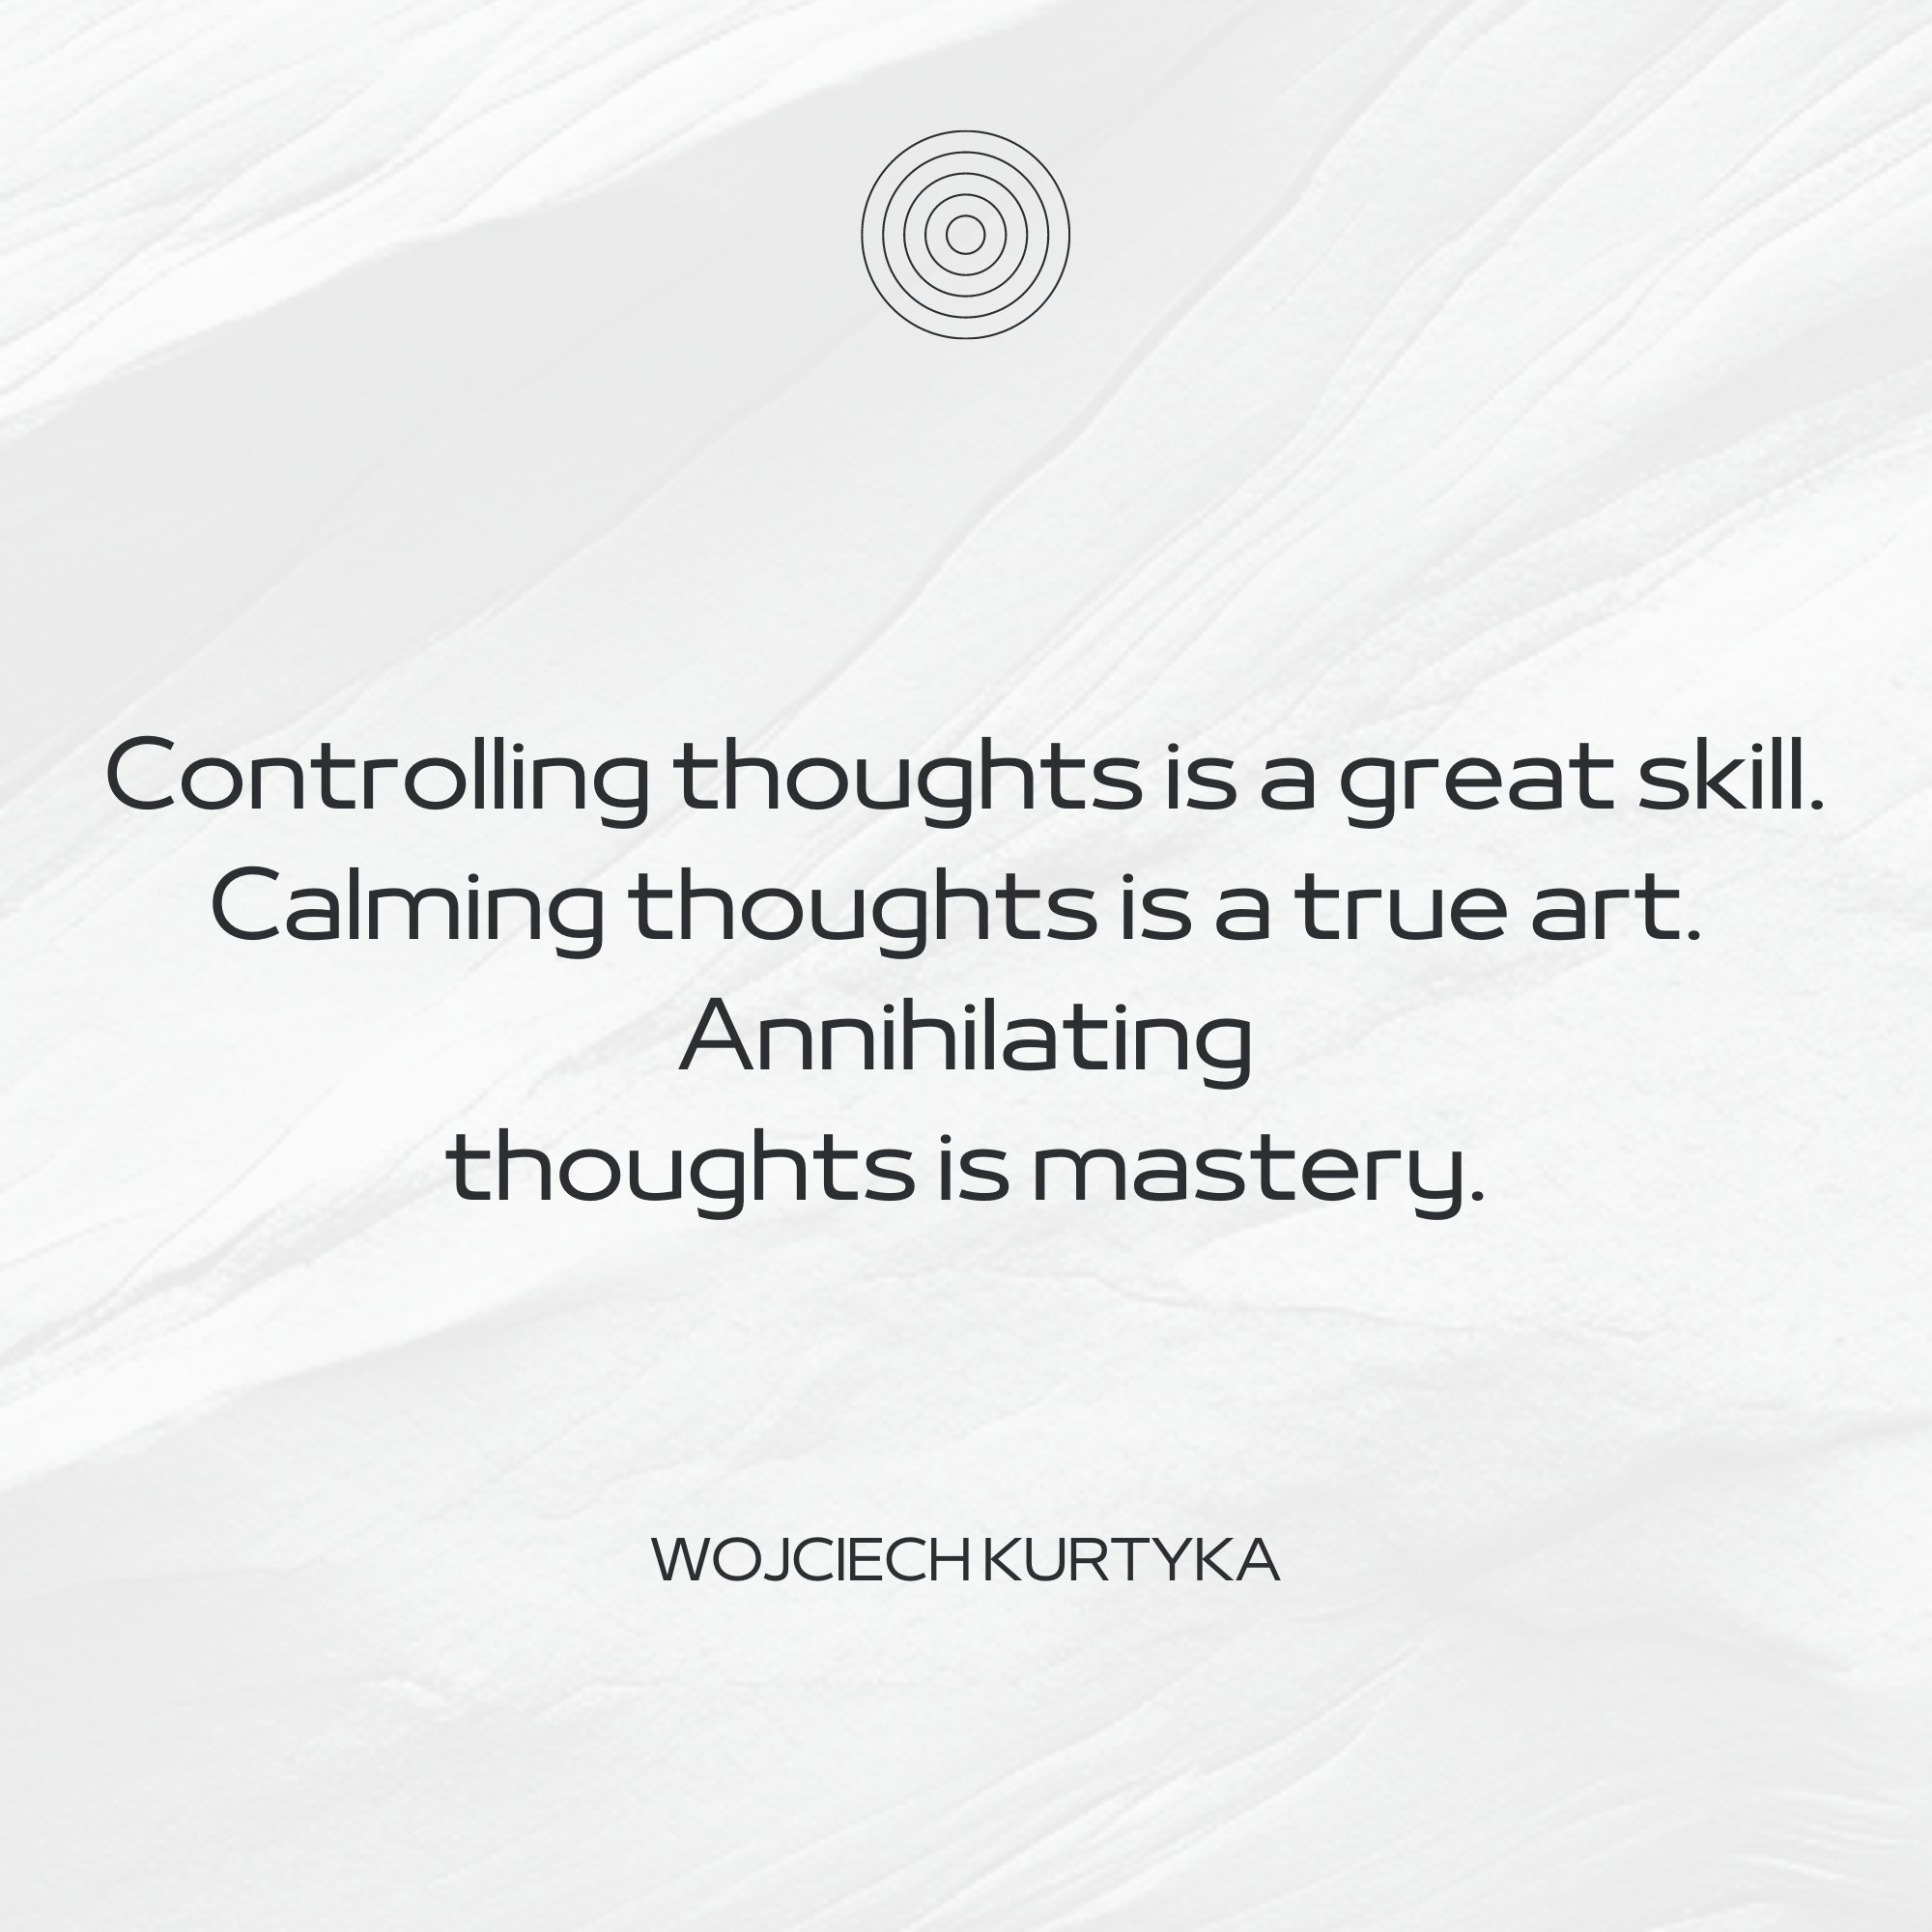 Controlling thoughts is a great skill.
Calming thoughts is a true art.
Annihilating
thoughts is mastery.
WOJCIECH KURTYKA